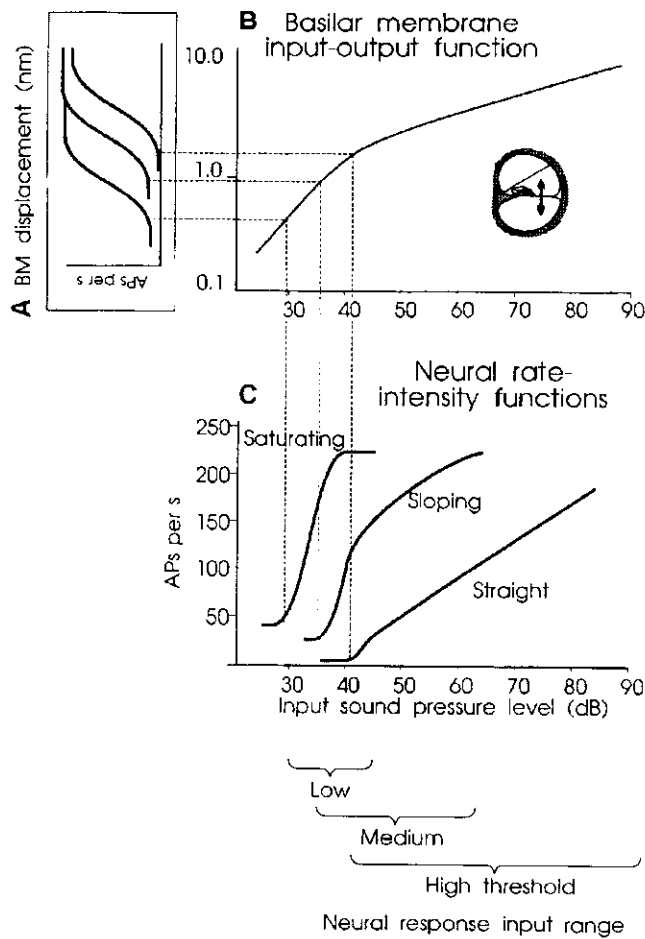 B Basilar membrane
input-output function
A BM displacement (nm)
APs per s
10.0
1.0
0.1
30 40 50 60 70 80 90
C Neural rate-
intensity functions
APs per s
250
200
150
100
50
Saturating
Sloping
Straight
30 40 50 60 70 80 90
Input sound pressure level (dB)
Low
Medium
High threshold
Neural response input range